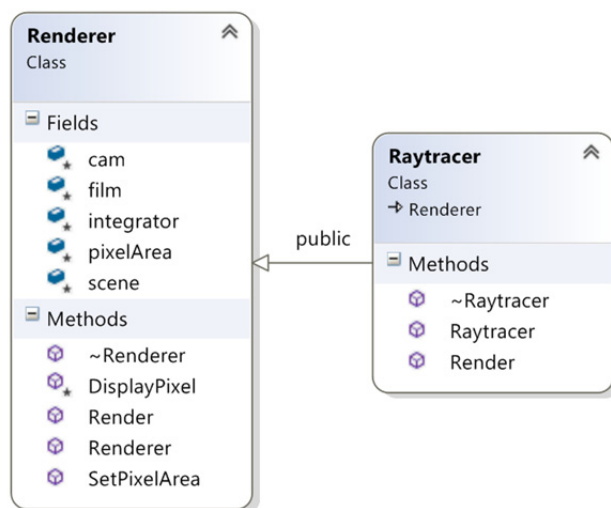 Renderer
Class
Fields
cam
film
integrator
pixelArea
scene
Methods
~Renderer
DisplayPixel
Render
Renderer
SetPixelArea
public
Raytracer
Class
Renderer
Methods
~Raytracer
Raytracer
Render